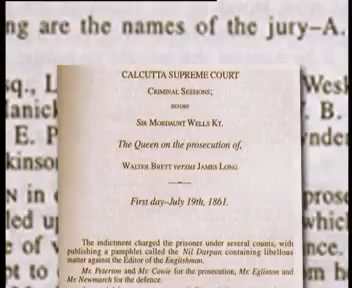 ng are the names of the jury–A.
CALCUTTA SUPREME COURT
CRIMINAL SESSIONS;
BEFORE
SIR MORDAUNT WELLS KT.
The Queen on the prosecution of,
WALTER BRETT versus JAMES LONG
First day–July 19th, 1861.
The indictment charged the prisoner under several counts, with
publishing a pamphlet called the Nil Darpan containing libellous
matter against the Editor of the Englishman.
Mr. Peterson and Mr. Cowie for the prosecution, Mr. Eglinton and
Mr. Newmarch for the defence.